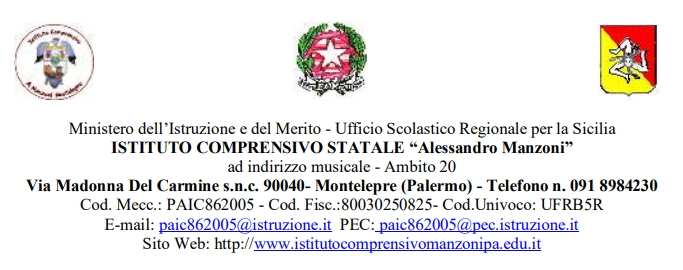 Istituto Comprensivo
A. Manzoni Montelepre
Ministero dell'Istruzione e del Merito - Ufficio Scolastico Regionale per la Sicilia
ISTITUTO COMPRENSIVO STATALE “Alessandro Manzoni”
ad indirizzo musicale - Ambito 20
Via Madonna Del Carmine s.n.c. 90040- Montelepre (Palermo) - Telefono n. 091 8984230
Cod. Mecc.: PAIC862005 - Cod. Fisc.:80030250825- Cod.Univoco: UFRB5R
E-mail: paic862005@istruzione.it PEC: paic862005@pec.istruzione.it
Sito Web: http://www.istitutocomprensivomanzonipa.edu.it